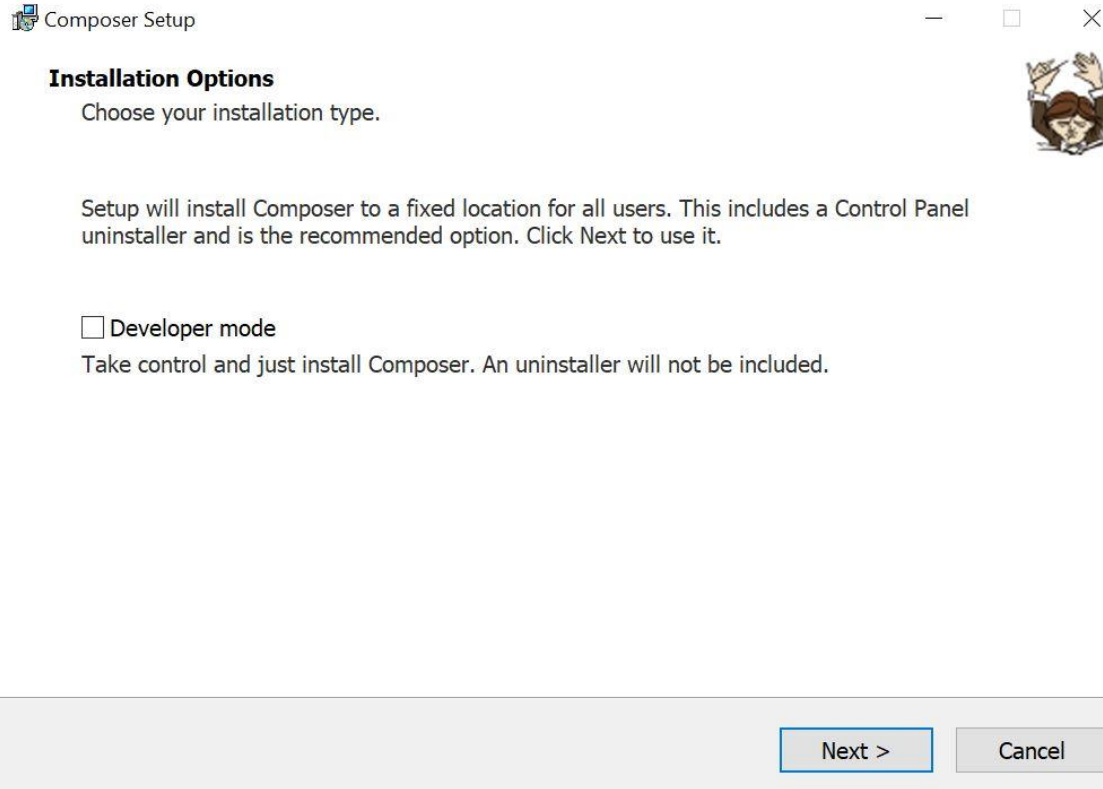 Composer Setup
Installation Options
Choose your installation type.
Setup will install Composer to a fixed location for all users. This includes a Control Panel
uninstaller and is the recommended option. Click Next to use it.
Developer mode
Take control and just install Composer. An uninstaller will not be included.
Next >
Cancel